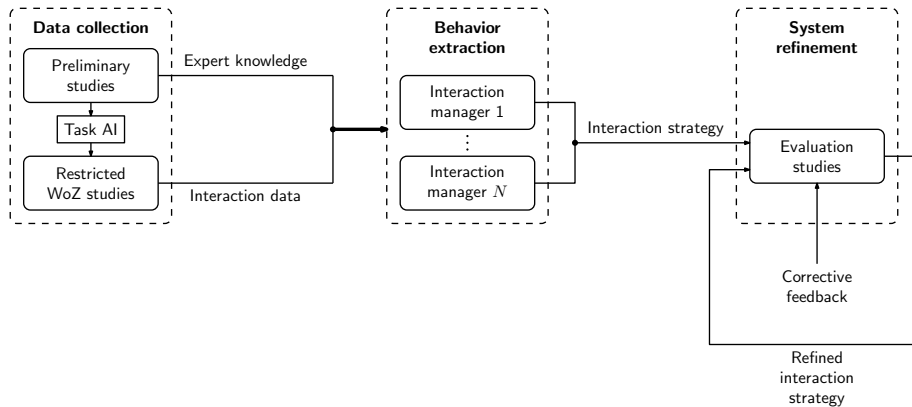 Data collection
Preliminary
studies
Task AI
Restricted
WoZ studies
Expert knowledge
Interaction data
Behavior
extraction
Interaction
manager 1
⋮
Interaction
manager N
Interaction strategy
System
refinement
Evaluation
studies
Corrective
feedback
Refined
interaction
strategy